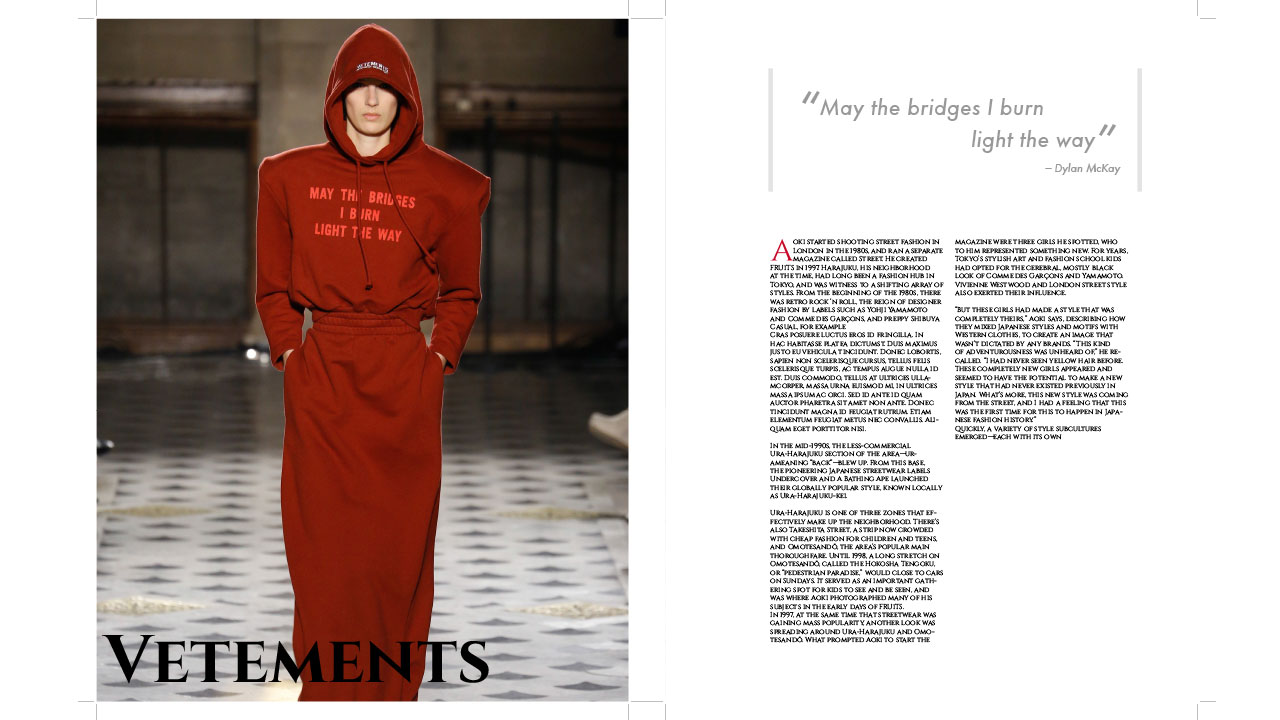 VETEMENTS
MAY THE BRIDGES
I BURN
LIGHT THE WAY
VETEMENTS
“May the bridges I burn
light the way”
– Dylan McKay
AOKI STARTED SHOOTING STREET FASHION IN
LONDON IN THE 1980S, AND RAN A SEPARATE
MAGAZINE CALLED STREET. HE CREATED
FRUITS IN 1997 HARAJUKU, HIS NEIGHBORHOOD
AT THE TIME, HAD LONG BEEN A FASHION HUB IN
TOKYO, AND WAS WITNESS TO A SHIFTING ARRAY OF
STYLES. FROM THE BEGINNING OF THE 1980S, THERE
WAS RETRO ROCK ’N ROLL, THE REIGN OF DESIGNER
FASHION BY LABELS SUCH AS YOHJI YAMAMOTO
AND COMME DES GARÇONS, AND PREPPY SHIBUYA
CASUAL, FOR EXAMPLE
CRAS POSUERE LUCTUS EROS ID FRINGILLA. IN
HAC HABITASSE PLATEA DICTUMST. DUIS MAXIMUS
JUSTO EU VEHICULA TINCIDUNT. DONEC LOBORTIS,
SAPIEN NON SCELERISQUE CURSUS, TELLUS FELIS
SCELERISQUE TURPIS, AC TEMPUS AUGUE NULLA ID
EST. DUIS COMMODO, TELLUS AT ULTRICES ULLA-
MCORPER, MASSA URNA EUISMOD MI, IN ULTRICES
MASSA IPSUM AC ORCI. SED ID ANTE ID QUAM
AUCTOR PHARETRA SIT AMET NON ANTE. DONEC
TINCIDUNT MAGNA ID FEUGIAT RUTRUM. ETIAM
ELEMENTUM FEUGIAT METUS NEC CONVALLIS. ALI-
QUAM EGET PORTTITOR NISI.
IN THE MID-1990S, THE LESS-COMMERCIAL
URA-HARAJUKU SECTION OF THE AREA—UR-
AMEANING “BACK”—BLEW UP. FROM THIS BASE,
THE PIONEERING JAPANESE STREETWEAR LABELS
UNDERCOVER AND A BATHING APE LAUNCHED
THEIR GLOBALLY POPULAR STYLE, KNOWN LOCALLY
AS URA-HARAJUKU-KEI.
URA-HARAJUKU IS ONE OF THREE ZONES THAT EF-
FECTIVELY MAKE UP THE NEIGHBORHOOD. THERE’S
ALSO TAKESHITA STREET, A STRIP NOW CROWDED
WITH CHEAP FASHION FOR CHILDREN AND TEENS,
AND OMOTESANDŌ, THE AREA’S POPULAR MAIN
THOROUGHFARE. UNTIL 1998, A LONG STRETCH ON
OMOTESANDŌ, CALLED THE HOKOSHA TENGOKU,
OR “PEDESTRIAN PARADISE,” WOULD CLOSE TO CARS
ON SUNDAYS. IT SERVED AS AN IMPORTANT GATH-
ERING SPOT FOR KIDS TO SEE AND BE SEEN, AND
WAS WHERE AOKI PHOTOGRAPHED MANY OF HIS
SUBJECTS IN THE EARLY DAYS OF FRUITS.
IN 1997, AT THE SAME TIME THAT STREETWEAR WAS
GAINING MASS POPULARITY, ANOTHER LOOK WAS
SPREADING AROUND URA-HARAJUKU AND OMO-
TESANDŌ. WHAT PROMPTED AOKI TO START THE
MAGAZINE WERE THREE GIRLS HE SPOTTED, WHO
TO HIM REPRESENTED SOMETHING NEW. FOR YEARS,
TOKYO’S STYLISH ART AND FASHION SCHOOL KIDS
HAD OPTED FOR THE CEREBRAL, MOSTLY BLACK
LOOK OF COMME DES GARÇONS AND YAMAMOTO.
VIVIENNE WESTWOOD AND LONDON STREET STYLE
ALSO EXERTED THEIR INFLUENCE.
“BUT THESE GIRLS HAD MADE A STYLE THAT WAS
COMPLETELY THEIRS,” AOKI SAYS, DESCRIBING HOW
THEY MIXED JAPANESE STYLES AND MOTIFS WITH
WESTERN CLOTHES, TO CREATE AN IMAGE THAT
WASN’T DICTATED BY ANY BRANDS. “THIS KIND
OF ADVENTUROUSNESS WAS UNHEARD OF,” HE RE-
CALLED. “I HAD NEVER SEEN YELLOW HAIR BEFORE.
THESE COMPLETELY NEW GIRLS APPEARED AND
SEEMED TO HAVE THE POTENTIAL TO MAKE A NEW
STYLE THAT HAD NEVER EXISTED PREVIOUSLY IN
JAPAN. WHAT’S MORE, THIS NEW STYLE WAS COMING
FROM THE STREET, AND I HAD A FEELING THAT THIS
WAS THE FIRST TIME FOR THIS TO HAPPEN IN JAPA-
NESE FASHION HISTORY.”
QUICKLY, A VARIETY OF STYLE SUBCULTURES
EMERGED—EACH WITH ITS OWN